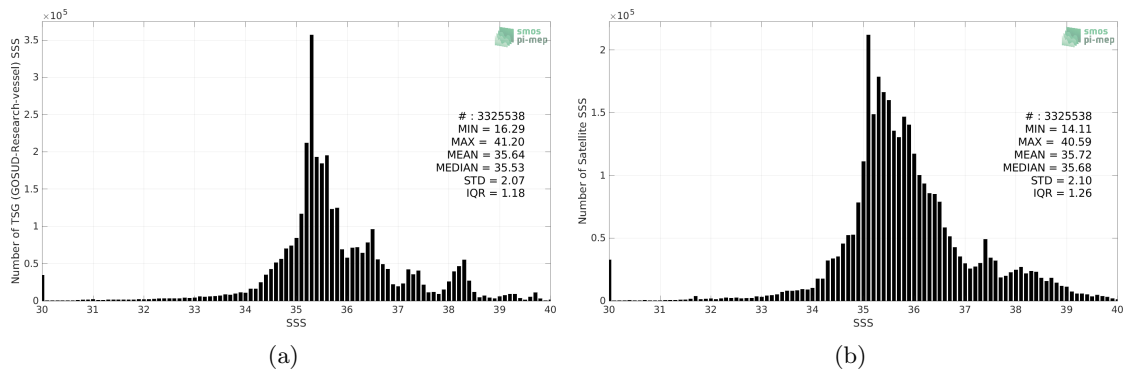 ×10⁵
3.5
3
2.5
2
1.5
1
0.5
0
30 31 32 33 34 35 36 37 38 39 40
SSS
Number of TSG (GOSUD-Research-vessel) SSS
smos
pi-mep
# : 3325538
MIN = 16.29
MAX = 41.20
MEAN = 35.64
MEDIAN = 35.53
STD = 2.07
IQR = 1.18
(a)
×10⁵
2
1.5
1
0.5
0
30 31 32 33 34 35 36 37 38 39 40
SSS
Number of Satellite SSS
smos
pi-mep
# : 3325538
MIN = 14.11
MAX = 40.59
MEAN = 35.72
MEDIAN = 35.68
STD = 2.10
IQR = 1.26
(b)